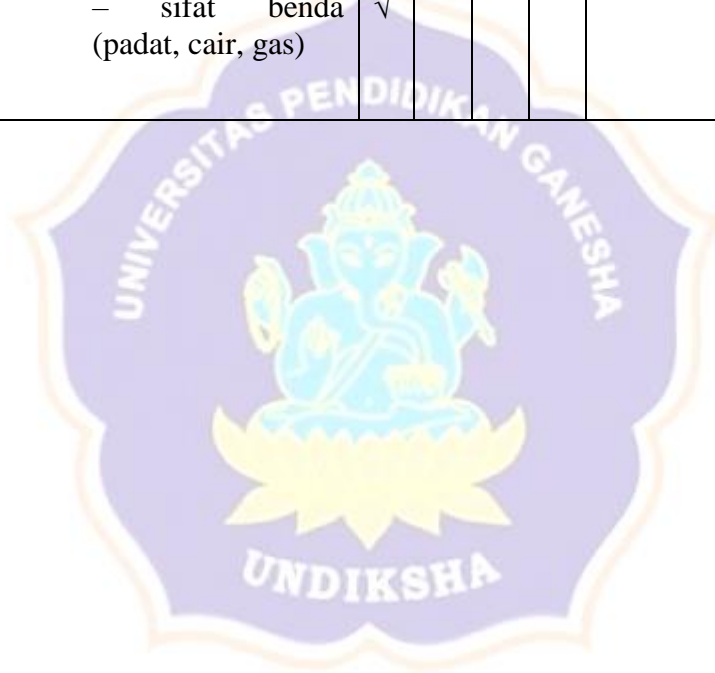 – sifat benda √
(padat, cair, gas)
UNIVERSITAS PENDIDIKAN GANESHA
UNDIKSHA